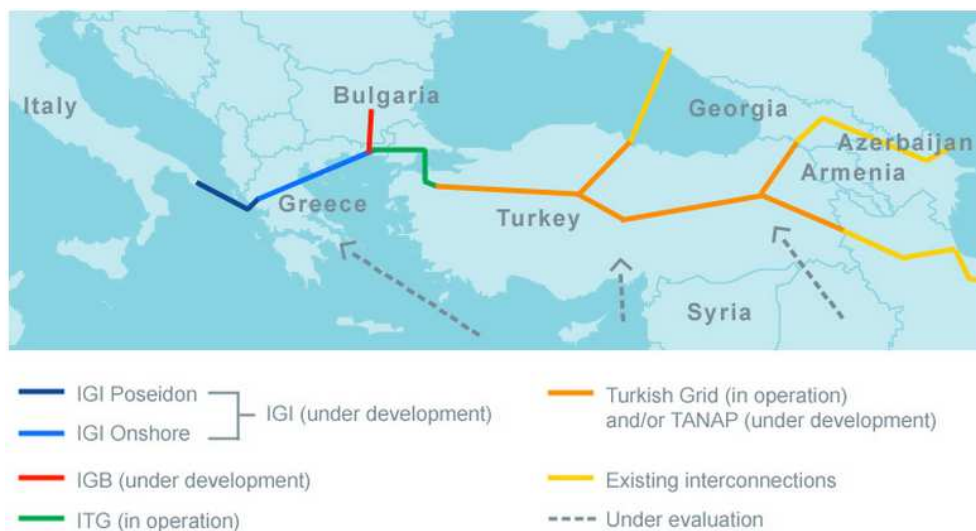 Italy
Bulgaria
Georgia
Azerbaijan
Armenia
Greece
Turkey
Syria
IGI Poseidon
IGI Onshore
IGI (under development)
IGB (under development)
ITG (in operation)
Turkish Grid (in operation)
and/or TANAP (under development)
Existing interconnections
Under evaluation